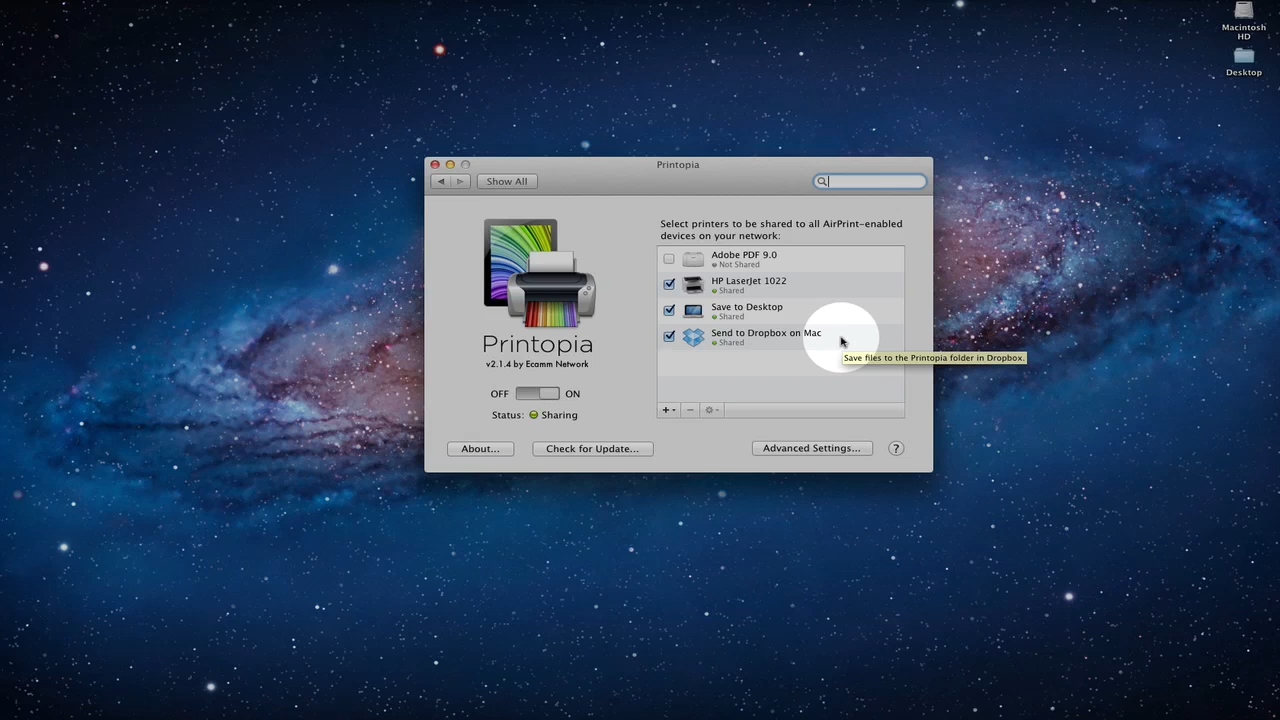 Macintosh
HD
Desktop
Printopia
Show All
Select printers to be shared to all AirPrint-enabled
devices on your network:
Adobe PDF 9.0
Not Shared
HP LaserJet 1022
Shared
Save to Desktop
Shared
Send to Dropbox on Mac
Shared
Save files to the Printopia folder in Dropbox.
Printopia
v2.1.4 by Ecamm Network
OFF ON
Status: Sharing
About...
Check for Update...
Advanced Settings...
?